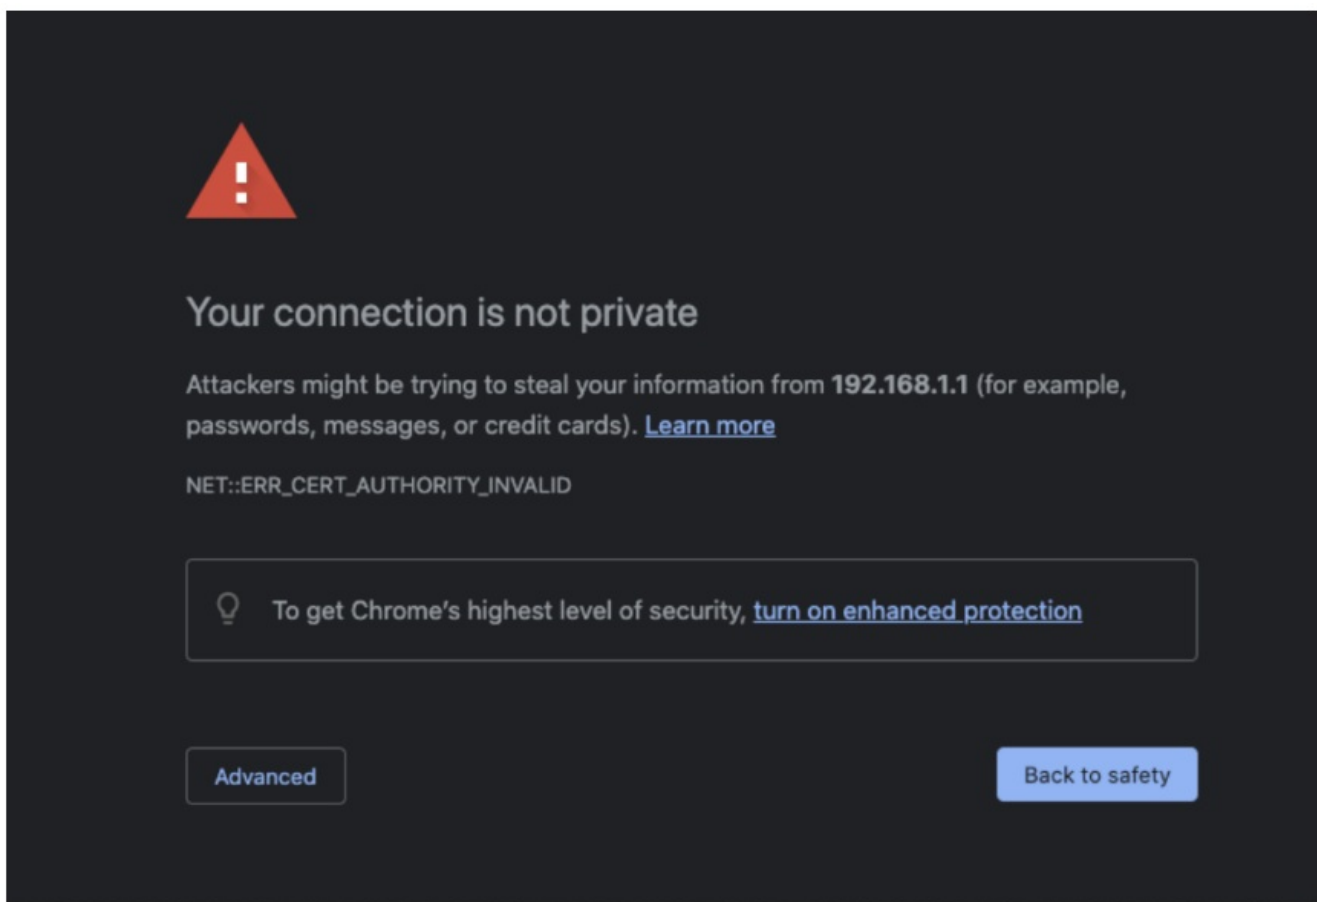 Your connection is not private
Attackers might be trying to steal your information from 192.168.1.1 (for example,
passwords, messages, or credit cards). Learn more
NET::ERR_CERT_AUTHORITY_INVALID
To get Chrome's highest level of security, turn on enhanced protection
Advanced
Back to safety